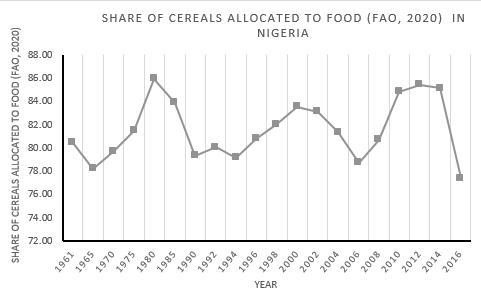 SHARE OF CEREALS ALLOCATED TO FOOD (FAO, 2020) IN
NIGERIA
SHARE OF CEREALS ALLOCATED TO FOOD (FAO, 2020)
88.00
86.00
84.00
82.00
80.00
78.00
76.00
74.00
72.00
1961 1965 1970 1975 1980 1985 1990 1992 1994 1996 1998 2000 2002 2004 2006 2008 2010 2012 2014 2016
YEAR